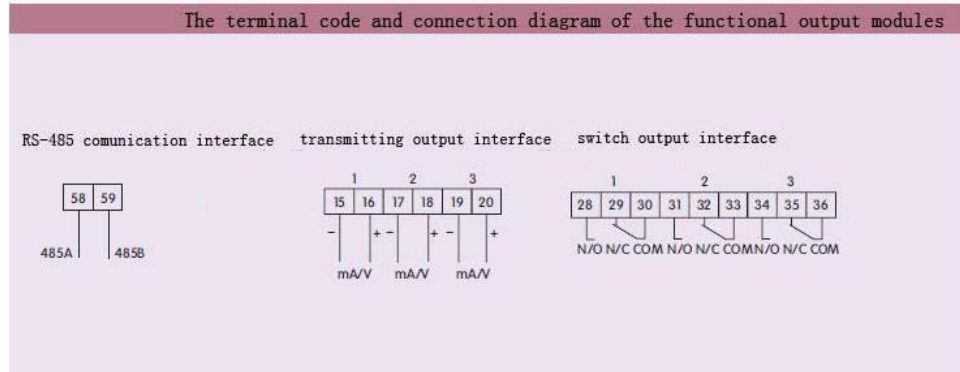 The terminal code and connection diagram of the functional output modules
RS-485 comunication interface
58 59
485A 485B
transmitting output interface
1 2 3
15 16 17 18 19 20
- + - + - +
mA/V mA/V mA/V
switch output interface
1 2 3
28 29 30 31 32 33 34 35 36
N/O N/C COM N/O N/C COM N/O N/C COM